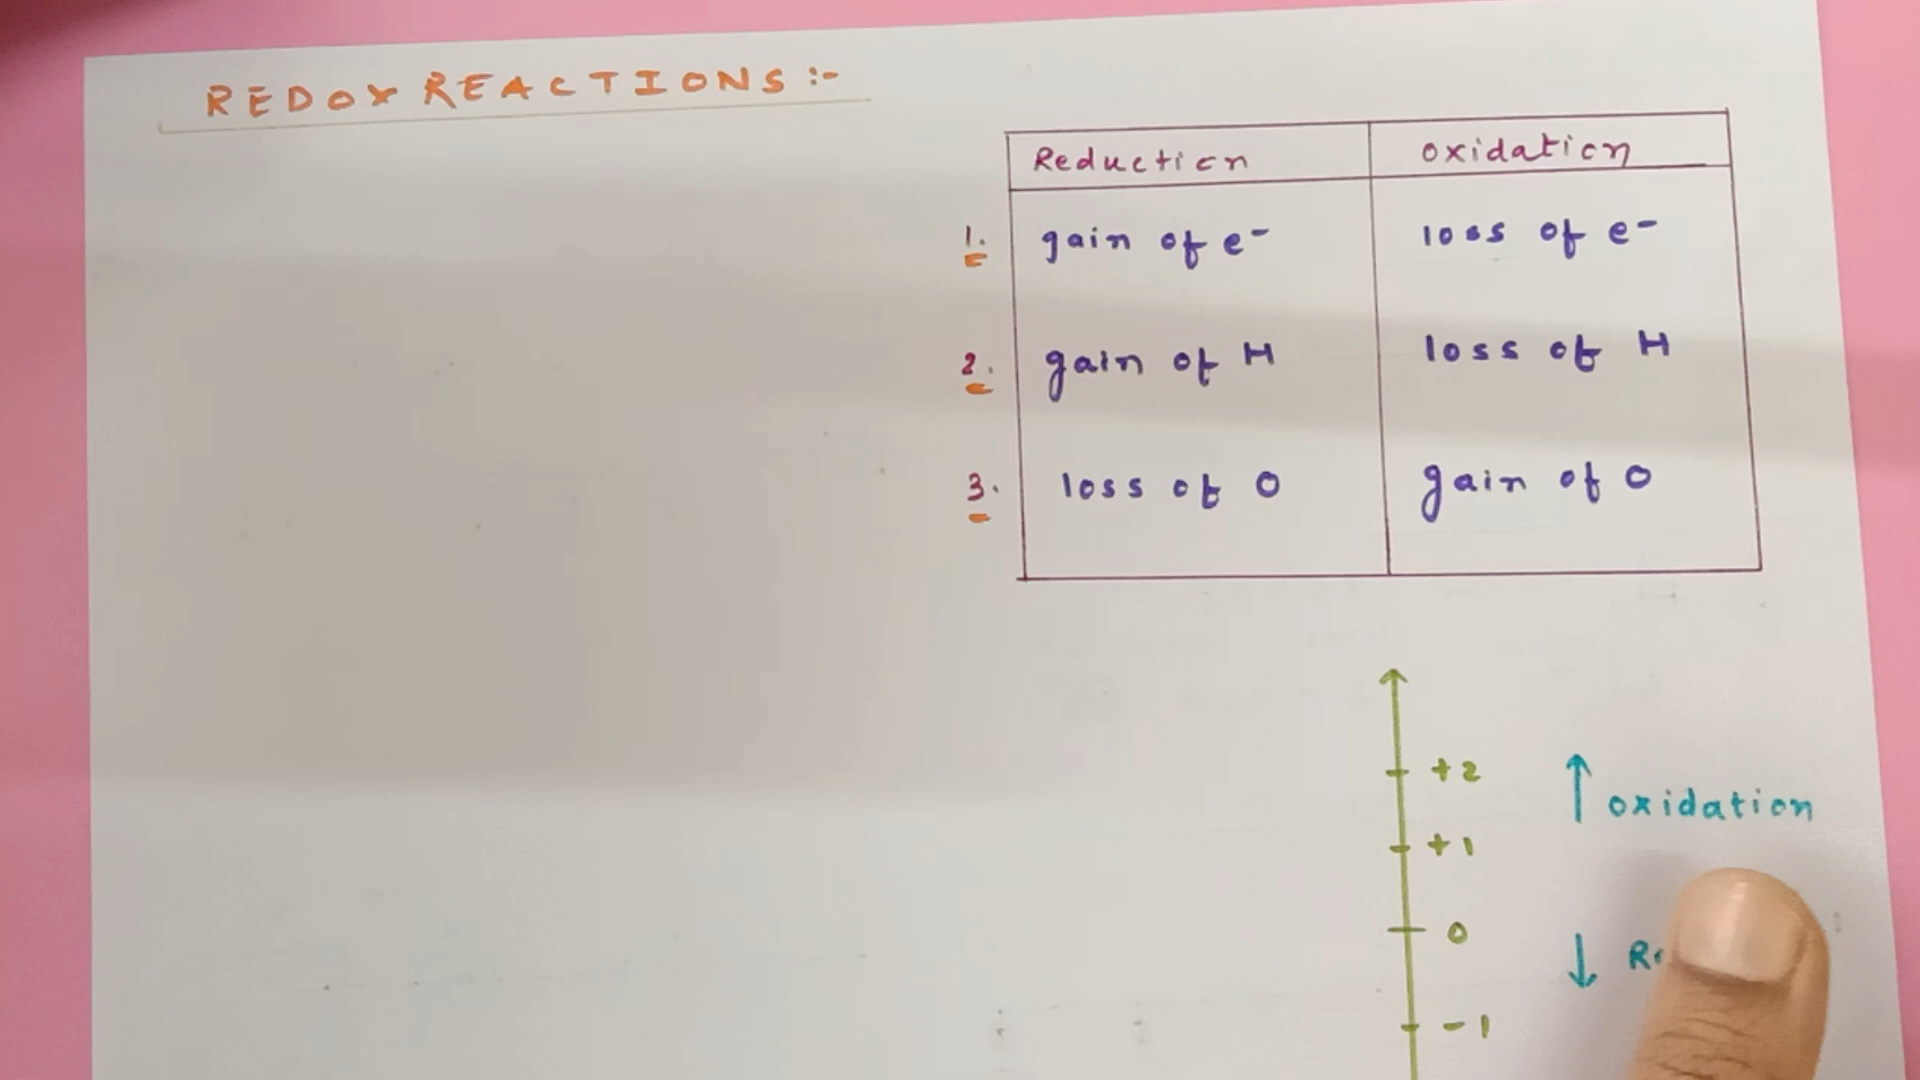 REDOX REACTIONS :-
Reduction oxidation
1. gain of e- loss of e-
2. gain of H loss of H
3. loss of O gain of O
+2
↑ oxidation
+1
0
↓
-1